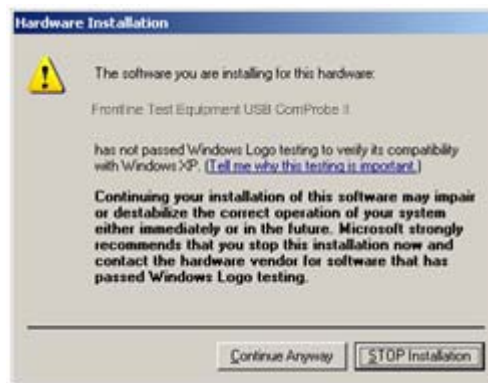 Hardware Installation
The software you are installing for this hardware:
Frontline Test Equipment USB ComProbe II
has not passed Windows Logo testing to verify its compatibility
with Windows XP. (Tell me why this testing is important.)
Continuing your installation of this software may impair
or destabilize the correct operation of your system
either immediately or in the future. Microsoft strongly
recommends that you stop this installation now and
contact the hardware vendor for software that has
passed Windows Logo testing.
Continue Anyway
STOP Installation